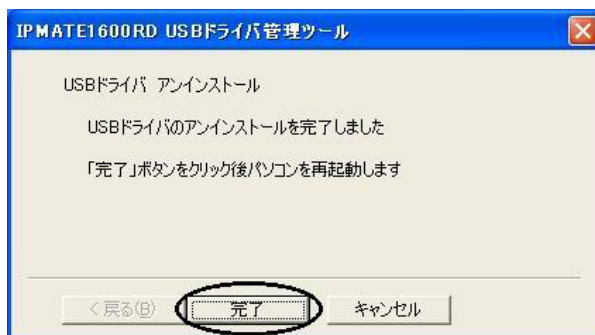 IPMATE1600RD USBドライバ管理ツール
USBドライバ アンインストール
USBドライバのアンインストールを完了しました
「完了」ボタンをクリック後パソコンを再起動します
< 戻る(B) 完了 キャンセル